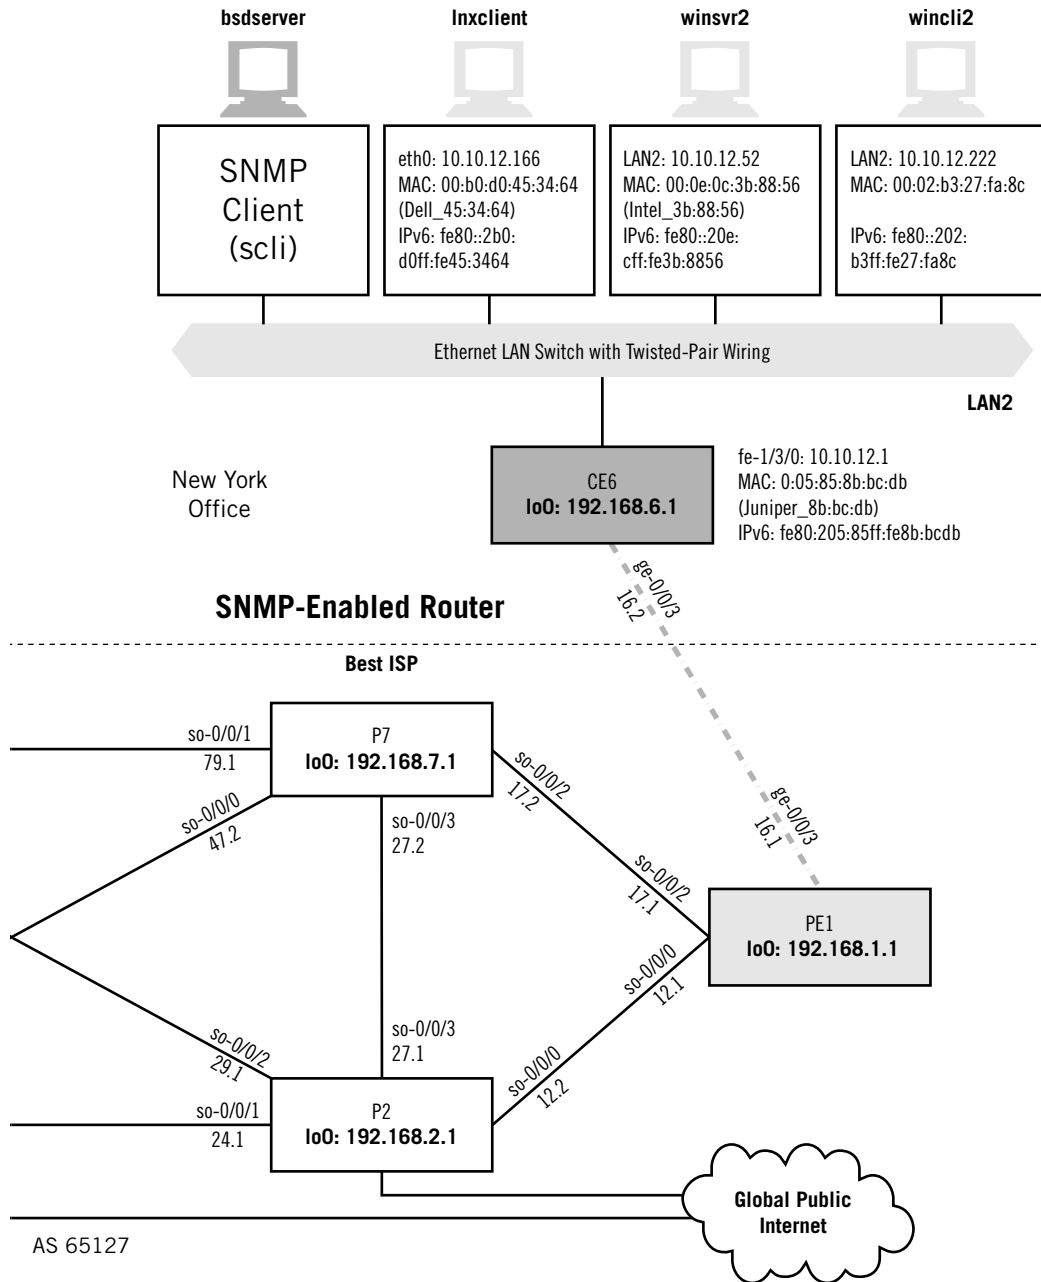 bsdserver
lnxclient
winsvr2
wincli2
SNMP
Client
(scli)
eth0: 10.10.12.166
MAC: 00:b0:d0:45:34:64
(Dell_45:34:64)
IPv6: fe80::2b0:
d0ff:fe45:3464
LAN2: 10.10.12.52
MAC: 00:0e:0c:3b:88:56
(Intel_3b:88:56)
IPv6: fe80::20e:
cff:fe3b:8856
LAN2: 10.10.12.222
MAC: 00:02:b3:27:fa:8c
IPv6: fe80::202:
b3ff:fe27:fa8c
Ethernet LAN Switch with Twisted-Pair Wiring
LAN2
New York
Office
CE6
lo0: 192.168.6.1
fe-1/3/0: 10.10.12.1
MAC: 0:05:85:8b:bc:db
(Juniper_8b:bc:db)
IPv6: fe80:205:85ff:fe8b:bcdb
ge-0/0/3
16.2
SNMP-Enabled Router
Best ISP
so-0/0/1
79.1
P7
lo0: 192.168.7.1
so-0/0/2
17.2
so-0/0/0
47.2
so-0/0/3
27.2
ge-0/0/3
16.1
so-0/0/2
17.1
PE1
lo0: 192.168.1.1
so-0/0/0
12.1
so-0/0/2
29.1
so-0/0/3
27.1
so-0/0/0
12.2
so-0/0/1
24.1
P2
lo0: 192.168.2.1
Global Public
Internet
AS 65127